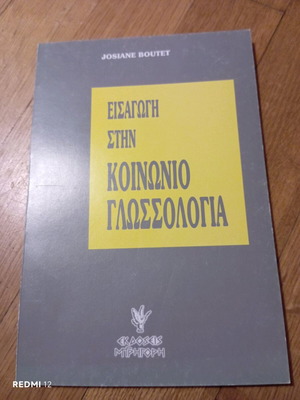 JOSIANE BOUTET
ΕΙΣΑΓΩΓΗ
ΣΤΗΝ
ΚΟΙΝΩΝΙΟ
ΓΛΩΣΣΟΛΟΓΙΑ
ΕΚΔΟΣΕΙΣ
ΓΡΗΓΟΡΗ
REDMI 12